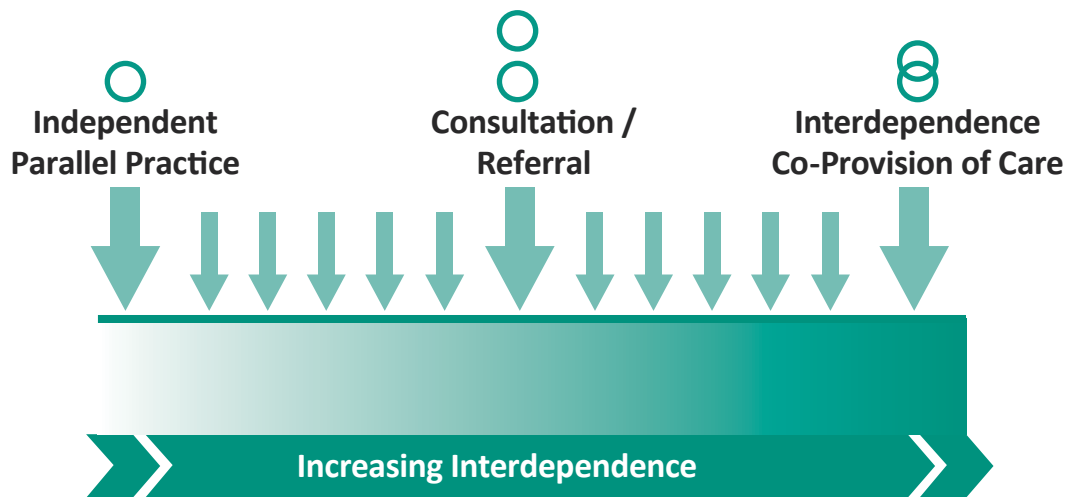 Independent
Parallel Practice
Consultation /
Referral
Interdependence
Co-Provision of Care
Increasing Interdependence